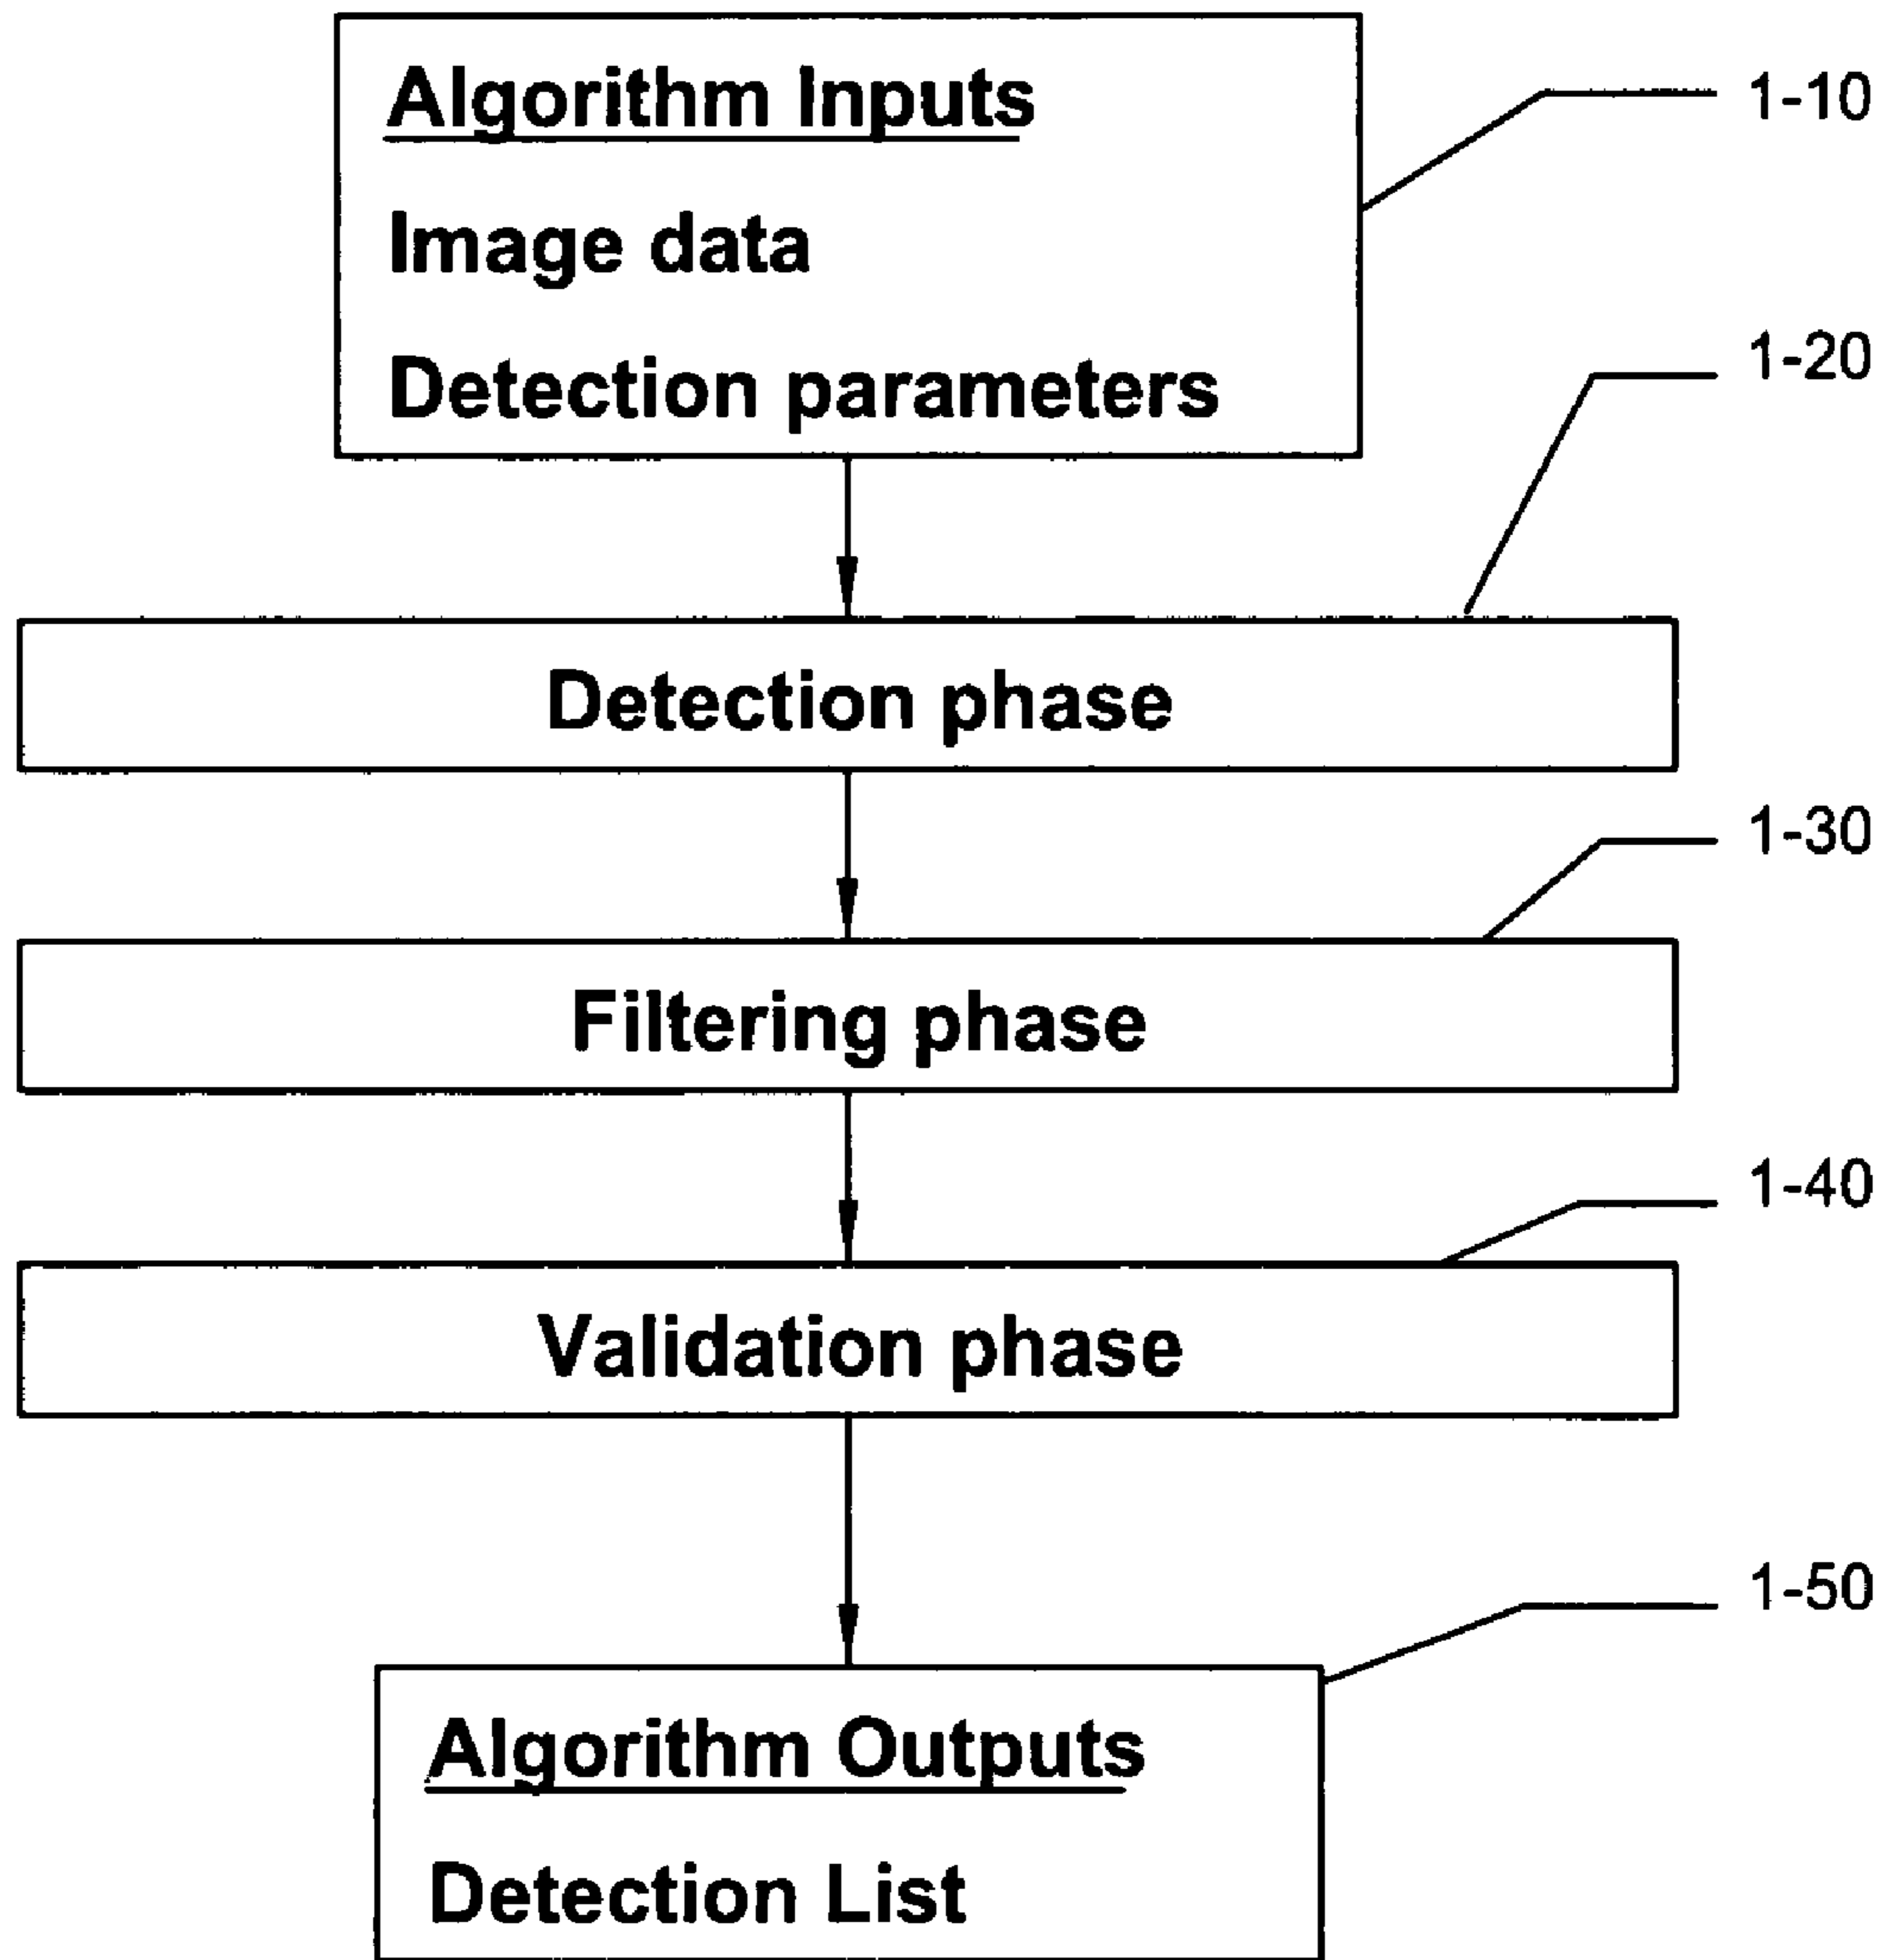 Algorithm Inputs
1-10
Image data
Detection parameters
1-20
Detection phase
1-30
Filtering phase
1-40
Validation phase
1-50
Algorithm Outputs
Detection List